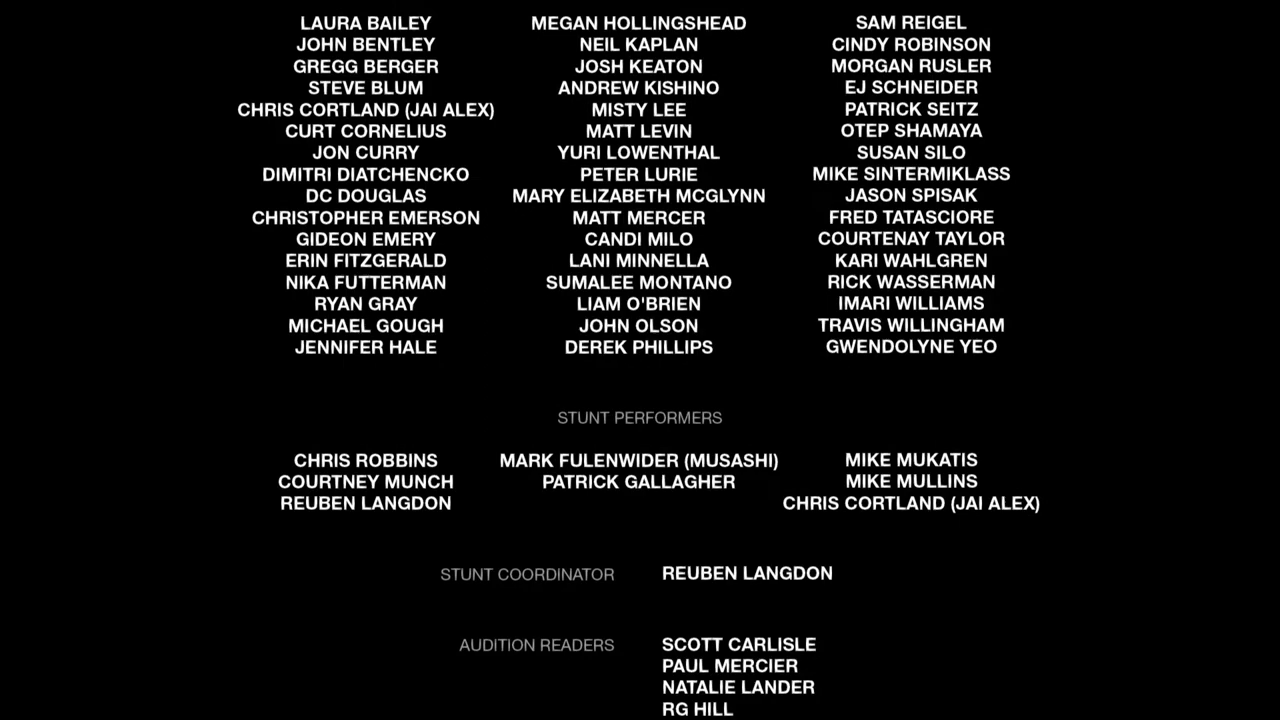 LAURA BAILEY MEGAN HOLLINGSHEAD SAM REIGEL
JOHN BENTLEY NEIL KAPLAN CINDY ROBINSON
GREGG BERGER JOSH KEATON MORGAN RUSLER
STEVE BLUM ANDREW KISHINO EJ SCHNEIDER
CHRIS CORTLAND (JAI ALEX) MISTY LEE PATRICK SEITZ
CURT CORNELIUS MATT LEVIN OTEP SHAMAYA
JON CURRY YURI LOWENTHAL SUSAN SILO
DIMITRI DIATCHENCKO PETER LURIE MIKE SINTERMIKLASS
DC DOUGLAS MARY ELIZABETH MCGLYNN JASON SPISAK
CHRISTOPHER EMERSON MATT MERCER FRED TATASCIORE
GIDEON EMERY CANDI MILO COURTENAY TAYLOR
ERIN FITZGERALD LANI MINNELLA KARI WAHLGREN
NIKA FUTTERMAN SUMALEE MONTANO RICK WASSERMAN
RYAN GRAY LIAM O'BRIEN IMARI WILLIAMS
MICHAEL GOUGH JOHN OLSON TRAVIS WILLINGHAM
JENNIFER HALE DEREK PHILLIPS GWENDOLYNE YEO
STUNT PERFORMERS
CHRIS ROBBINS MARK FULENWIDER (MUSASHI) MIKE MUKATIS
COURTNEY MUNCH PATRICK GALLAGHER MIKE MULLINS
REUBEN LANGDON CHRIS CORTLAND (JAI ALEX)
STUNT COORDINATOR REUBEN LANGDON
AUDITION READERS SCOTT CARLISLE
PAUL MERCIER
NATALIE LANDER
RG HILL